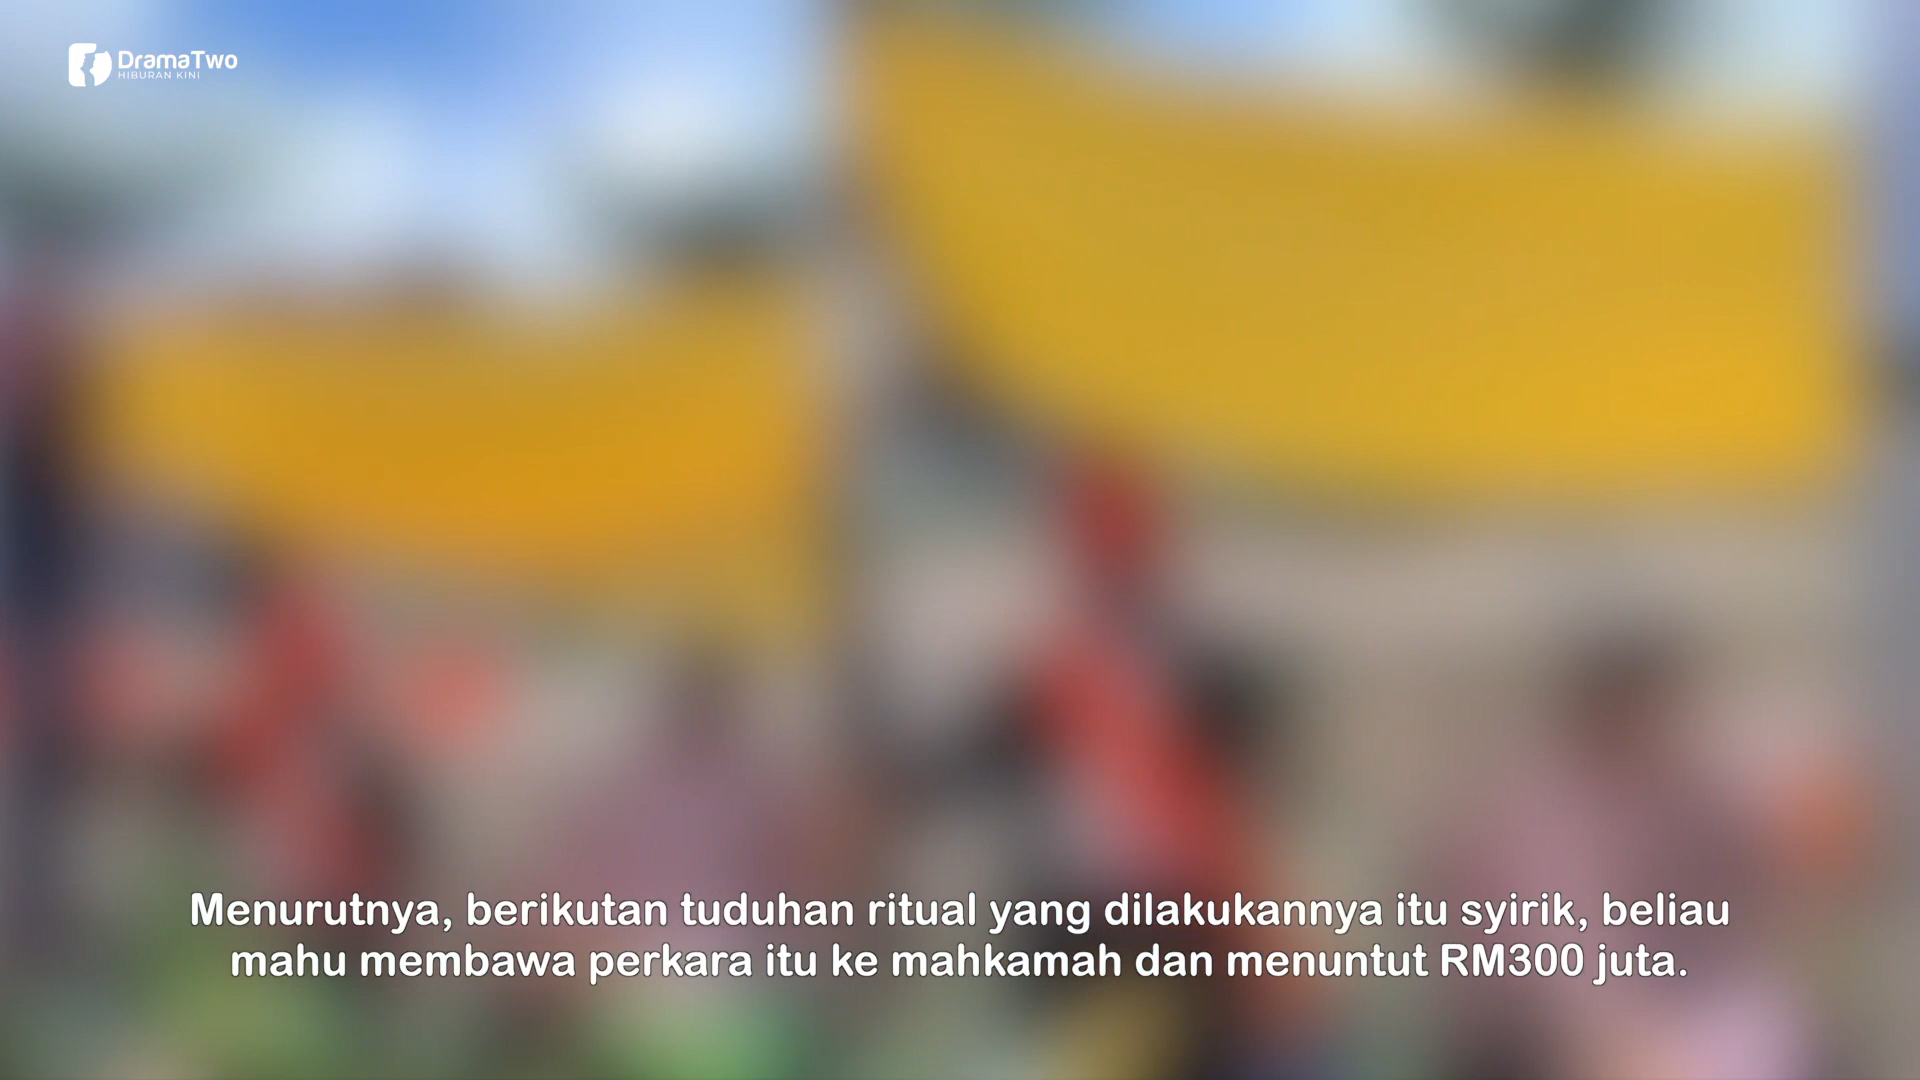 DramaTwo
HIBURAN KINI
Menurutnya, berikutan tuduhan ritual yang dilakukannya itu syirik, beliau
mahu membawa perkara itu ke mahkamah dan menuntut RM300 juta.